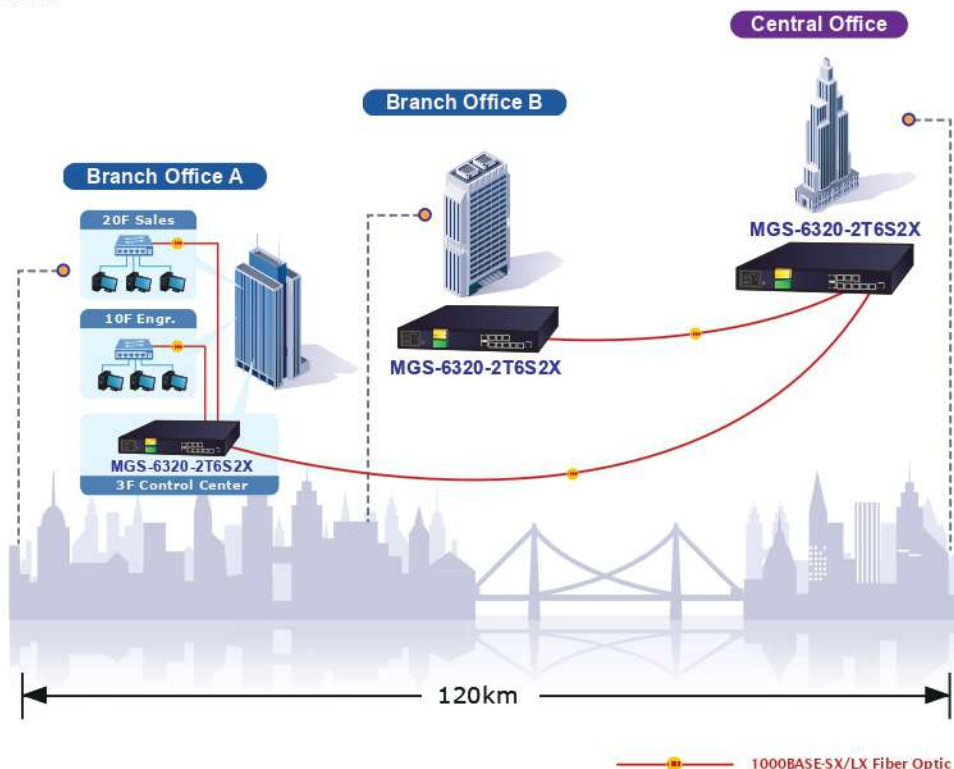 Central Office
Branch Office B
Branch Office A
20F Sales
MGS-6320-2T6S2X
10F Engr.
MGS-6320-2T6S2X
MGS-6320-2T6S2X
3F Control Center
120km
1000BASE-SX/LX Fiber Optic